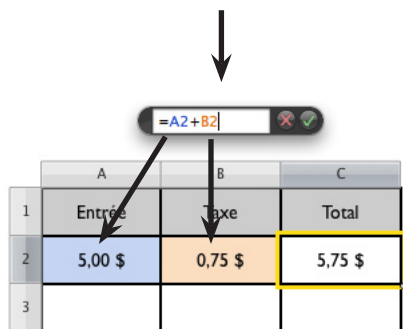 =A2+B2
A B C
1 Entrée Taxe Total
2 5,00 $ 0,75 $ 5,75 $
3